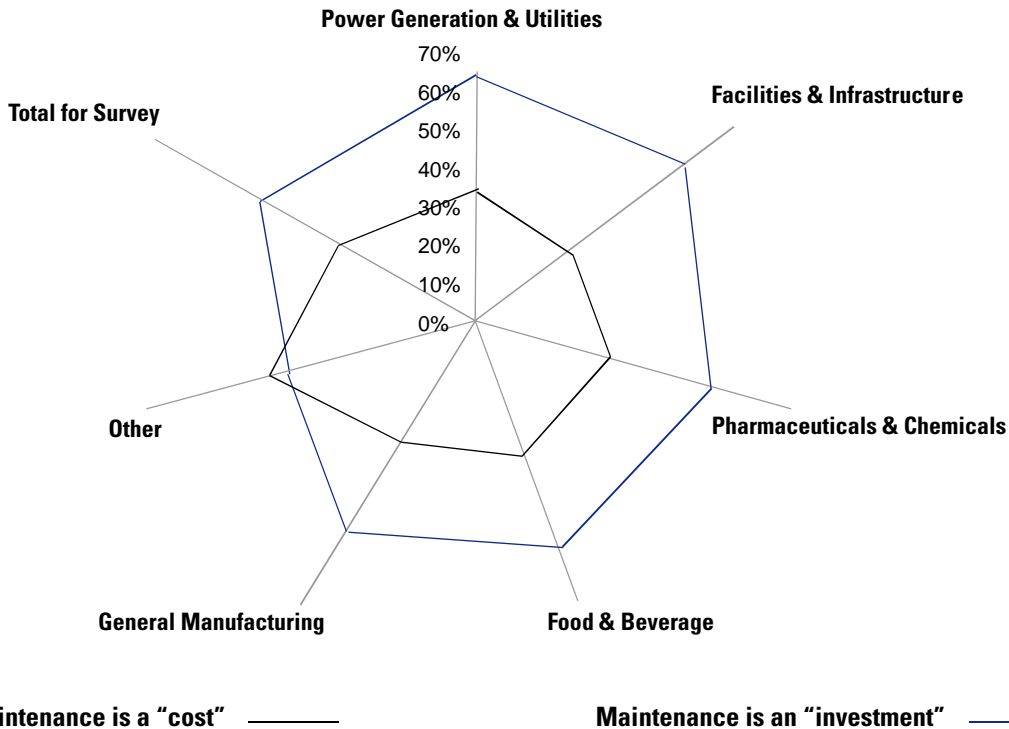 Power Generation & Utilities
70%
Facilities & Infrastructure
60%
Total for Survey
50%
40%
30%
20%
10%
0%
Other
Pharmaceuticals & Chemicals
General Manufacturing
Food & Beverage
intenance is a “cost”
Maintenance is an “investment”